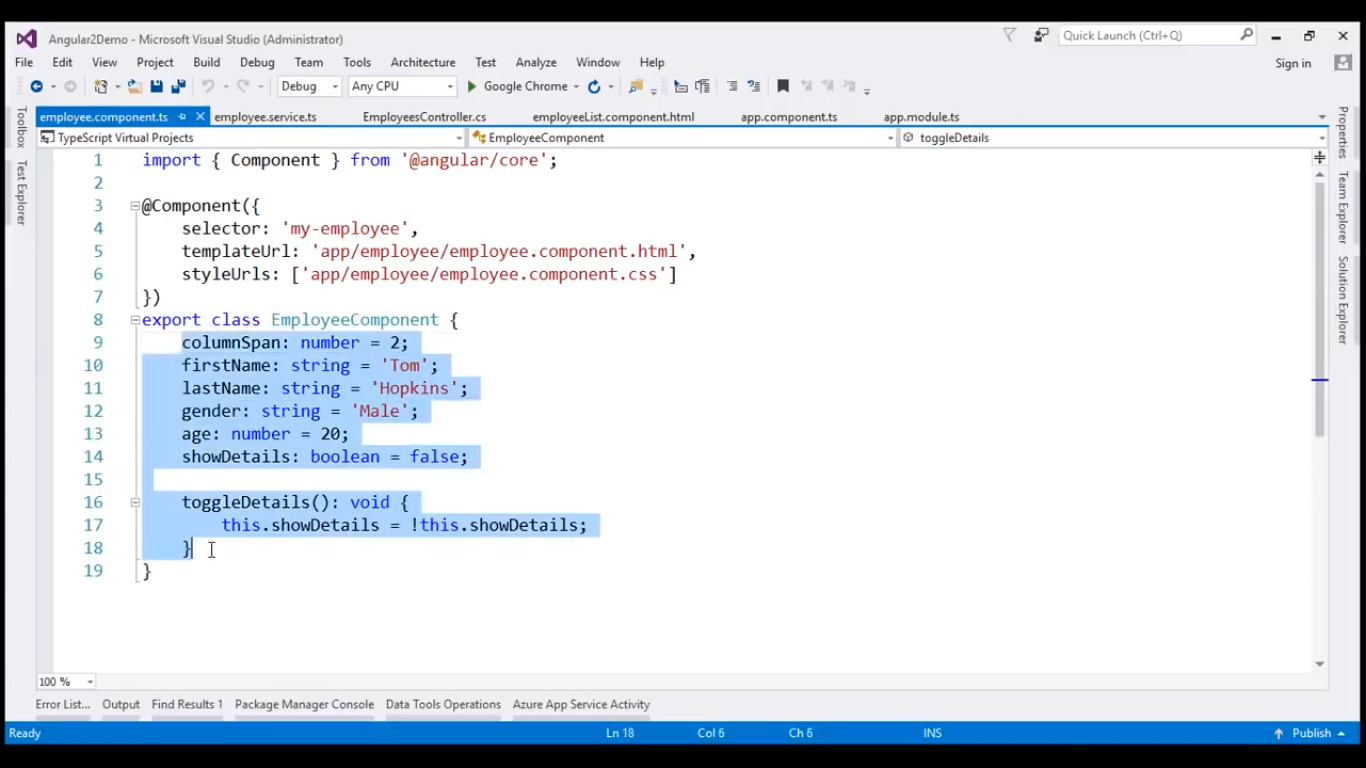 Angular2Demo - Microsoft Visual Studio (Administrator)
Quick Launch (Ctrl+Q)
File Edit View Project Build Debug Team Tools Architecture Test Analyze Window Help
Sign in
Debug Any CPU Google Chrome
employee.component.ts employee.service.ts EmployeesController.cs employeeList.component.html app.component.ts app.module.ts
TypeScript Virtual Projects EmployeeComponent toggleDetails
Toolbox
Test Explorer
1 import { Component } from '@angular/core';
2
3 @Component({
4 selector: 'my-employee',
5 templateUrl: 'app/employee/employee.component.html',
6 styleUrls: ['app/employee/employee.component.css']
7 })
8 export class EmployeeComponent {
9 columnSpan: number = 2;
10 firstName: string = 'Tom';
11 lastName: string = 'Hopkins';
12 gender: string = 'Male';
13 age: number = 20;
14 showDetails: boolean = false;
15
16 toggleDetails(): void {
17 this.showDetails = !this.showDetails;
18 }
19 }
Properties
Team Explorer
Solution Explorer
100 %
Error List... Output Find Results 1 Package Manager Console Data Tools Operations Azure App Service Activity
Ready Ln 18 Col 6 Ch 6 INS Publish